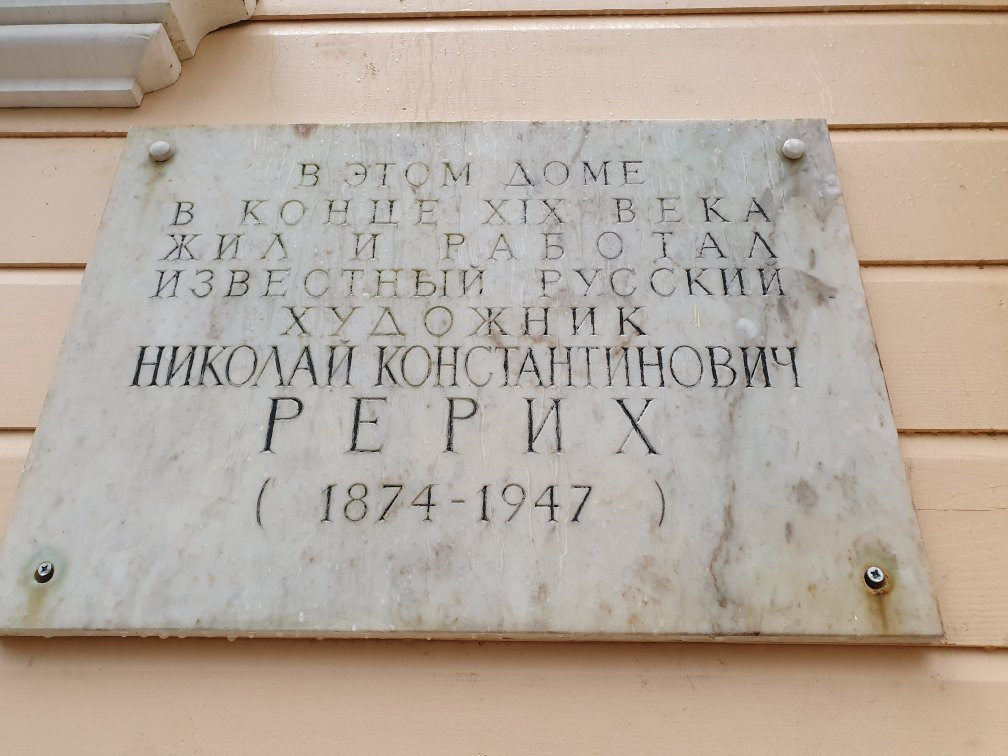 В ЭТОМ ДОМЕ
В КОНЦЕ XIX ВЕКА
ЖИЛ И РАБОТАЛ
ИЗВЕСТНЫЙ РУССКИЙ
ХУДОЖНИК
НИКОЛАЙ КОНСТАНТИНОВИЧ
РЕРИХ
( 1874-1947 )